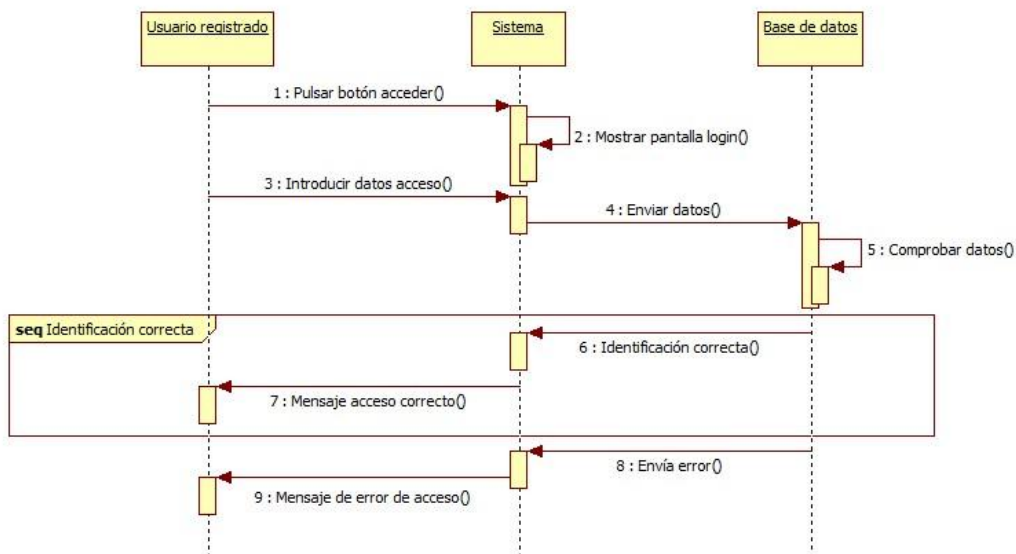 Usuario registrado
Sistema
Base de datos
1 : Pulsar botón acceder()
2 : Mostrar pantalla login()
3 : Introducir datos acceso()
4 : Enviar datos()
5 : Comprobar datos()
seq Identificación correcta
6 : Identificación correcta()
7 : Mensaje acceso correcto()
8 : Envía error()
9 : Mensaje de error de acceso()